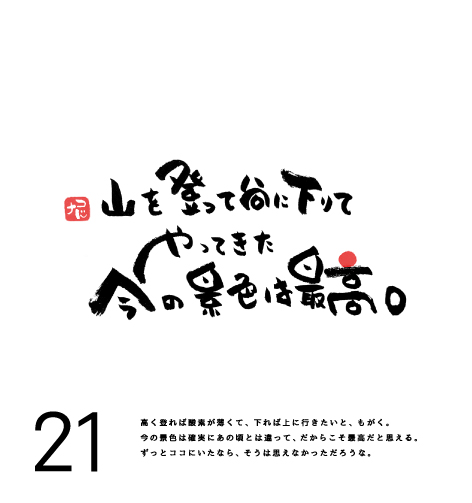 山を登って谷に下りて
やってきた
今の景色は最高。
21
高く登れば酸素が薄くて、下れば上に行きたいと、もがく。
今の景色は確実にあの頃とは違って、だからこそ最高だと思える。
ずっとココにいたなら、そうは思えなかっただろうな。